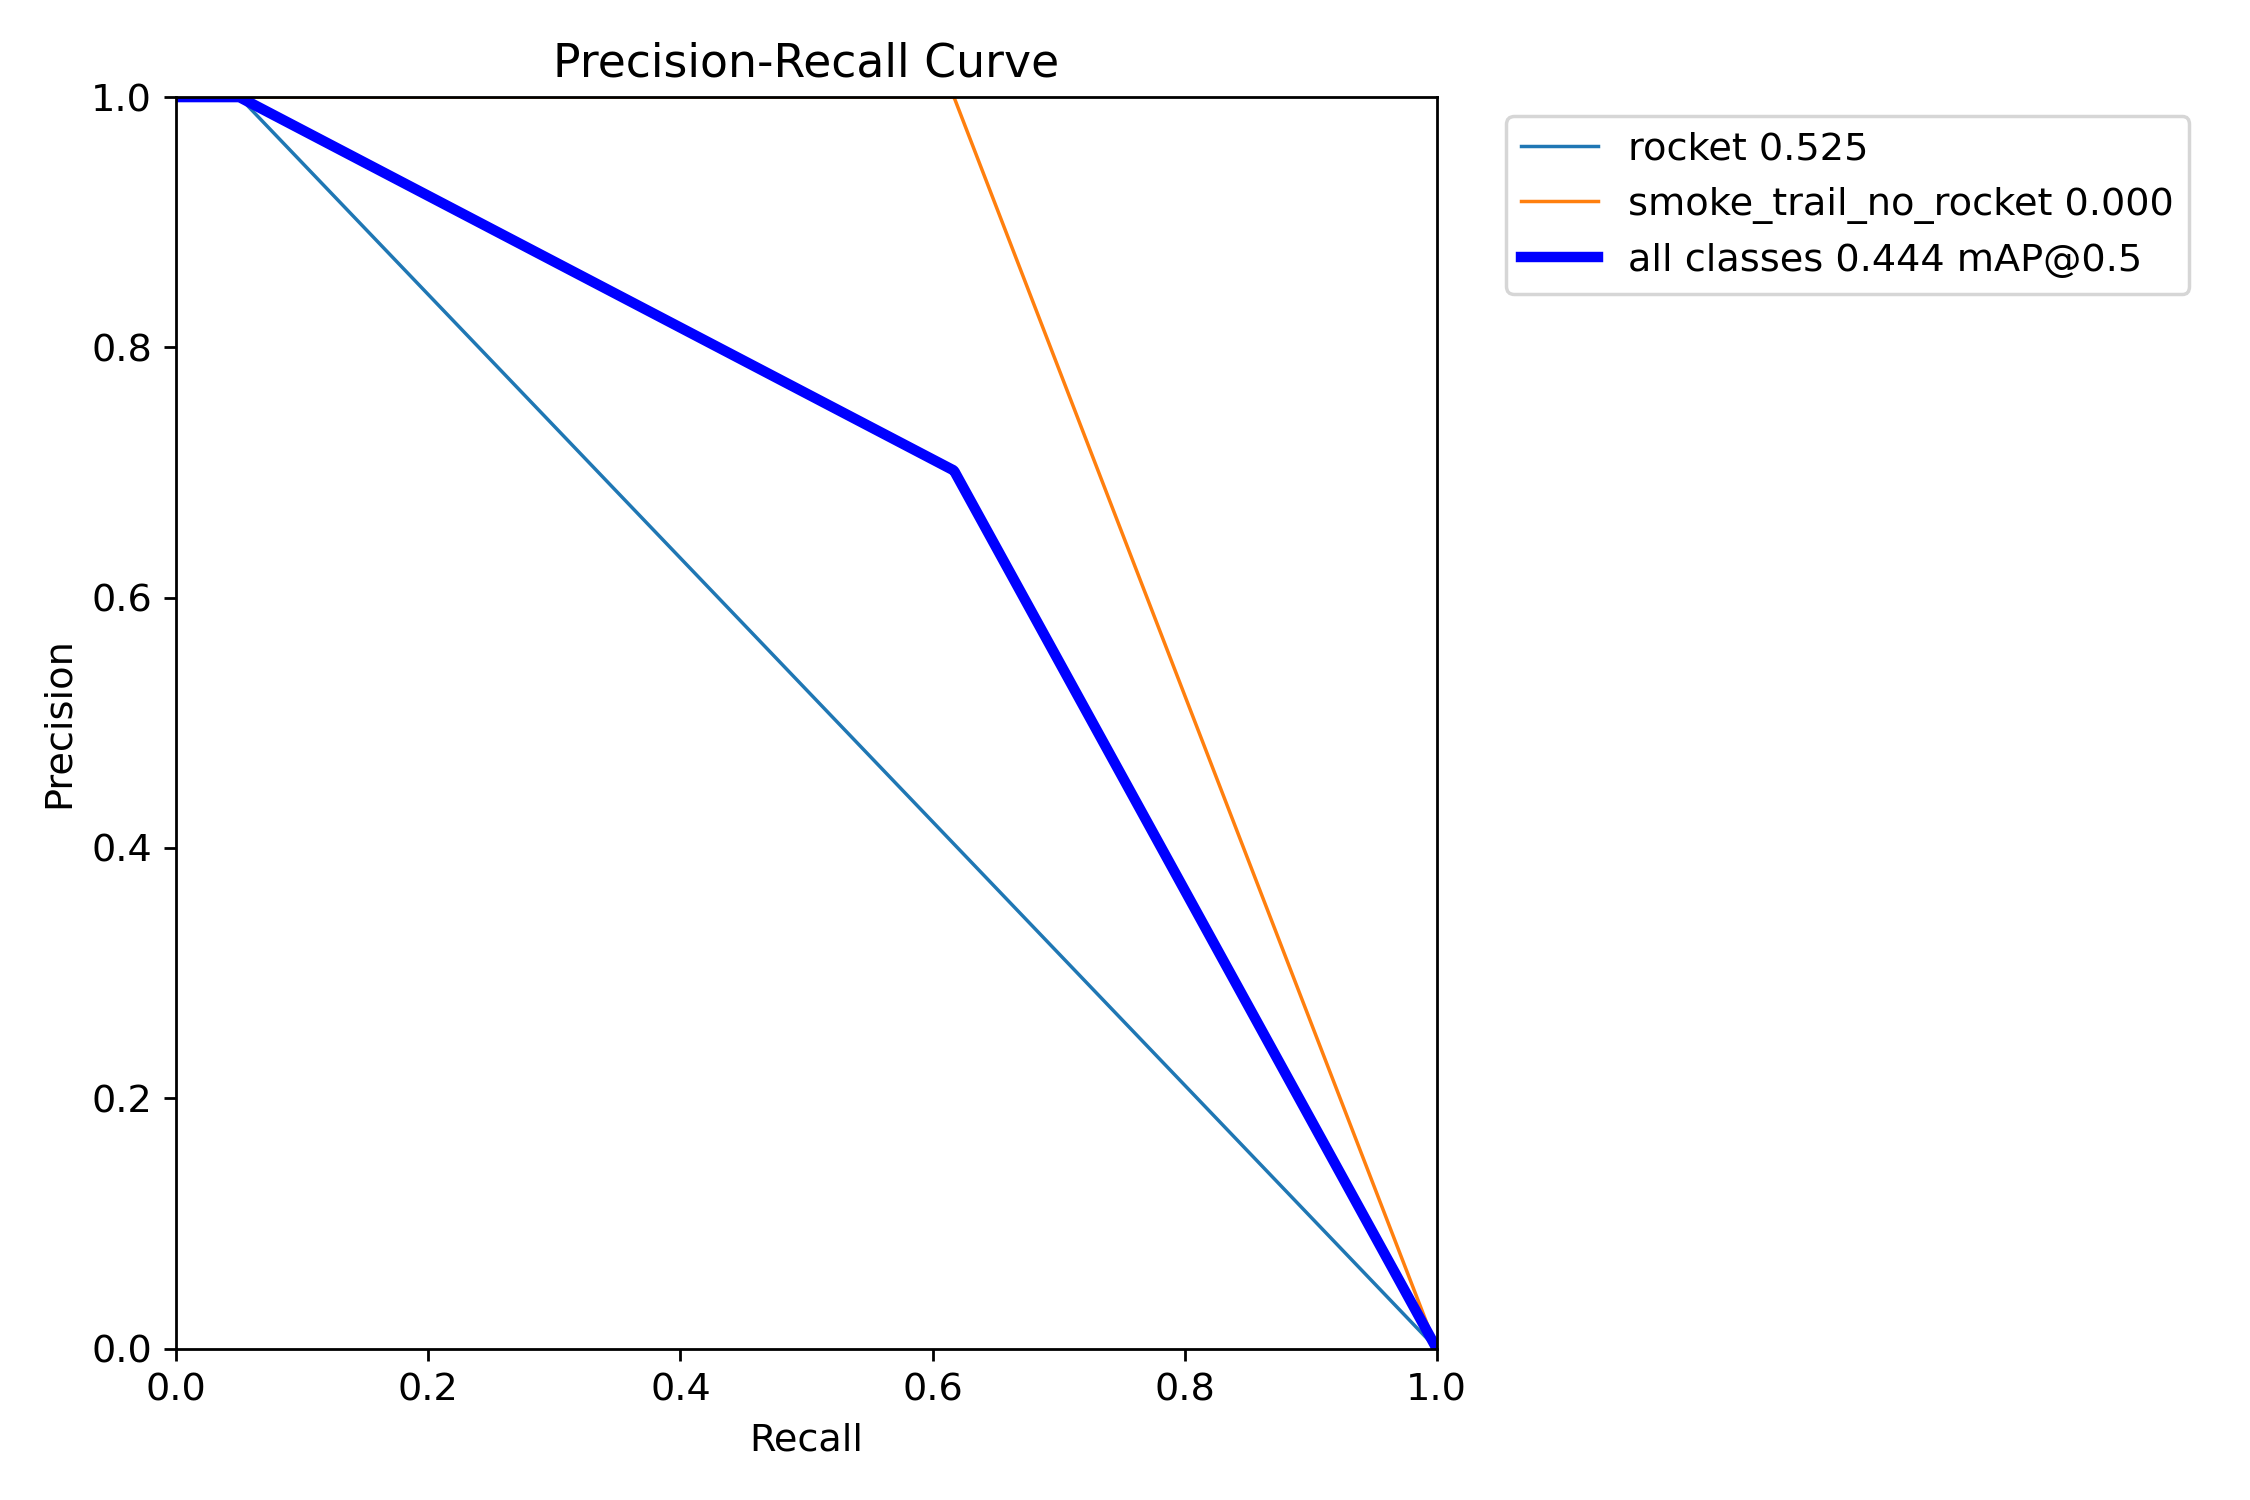 Precision-Recall Curve
1.0
0.8
0.6
0.4
0.2
0.0
Precision
0.0 0.2 0.4 0.6 0.8 1.0
Recall
rocket 0.525
smoke_trail_no_rocket 0.000
all classes 0.444 mAP@0.5